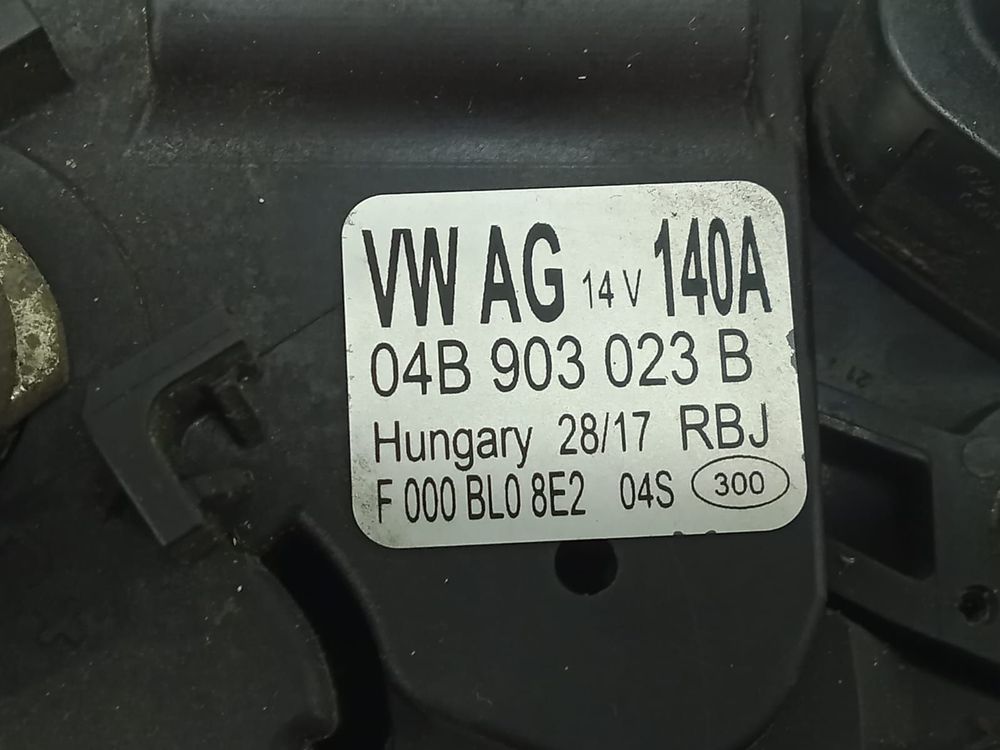 VW AG 14 V 140A
04B 903 023 B
Hungary 28/17 RBJ
F 000 BL0 8E2 04S 300